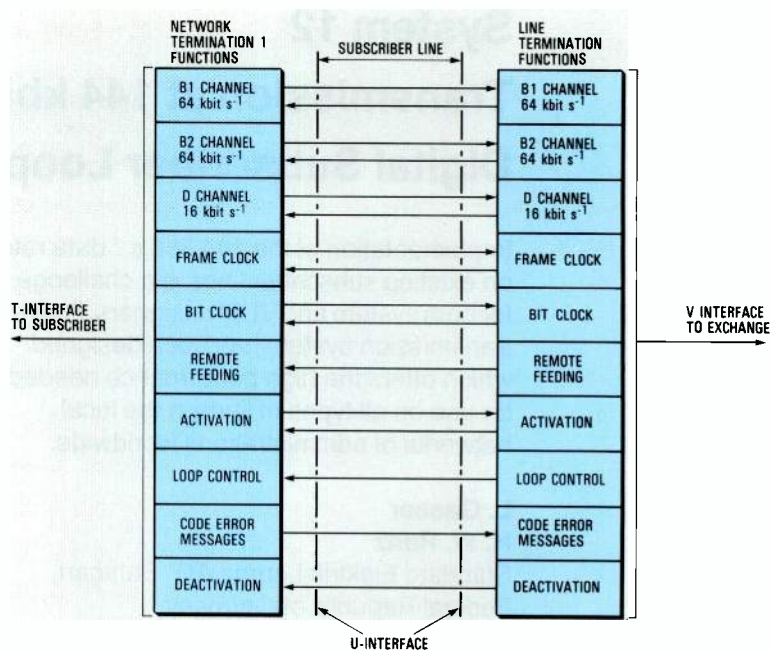 NETWORK
TERMINATION 1
FUNCTIONS
SUBSCRIBER LINE
LINE
TERMINATION
FUNCTIONS
B1 CHANNEL
64 kbit s⁻¹
B1 CHANNEL
64 kbit s⁻¹
B2 CHANNEL
64 kbit s⁻¹
B2 CHANNEL
64 kbit s⁻¹
D CHANNEL
16 kbit s⁻¹
D CHANNEL
16 kbit s⁻¹
FRAME CLOCK
FRAME CLOCK
T-INTERFACE
TO SUBSCRIBER
BIT CLOCK
BIT CLOCK
V INTERFACE
TO EXCHANGE
REMOTE
FEEDING
REMOTE
FEEDING
ACTIVATION
ACTIVATION
LOOP CONTROL
LOOP CONTROL
CODE ERROR
MESSAGES
CODE ERROR
MESSAGES
DEACTIVATION
DEACTIVATION
U-INTERFACE